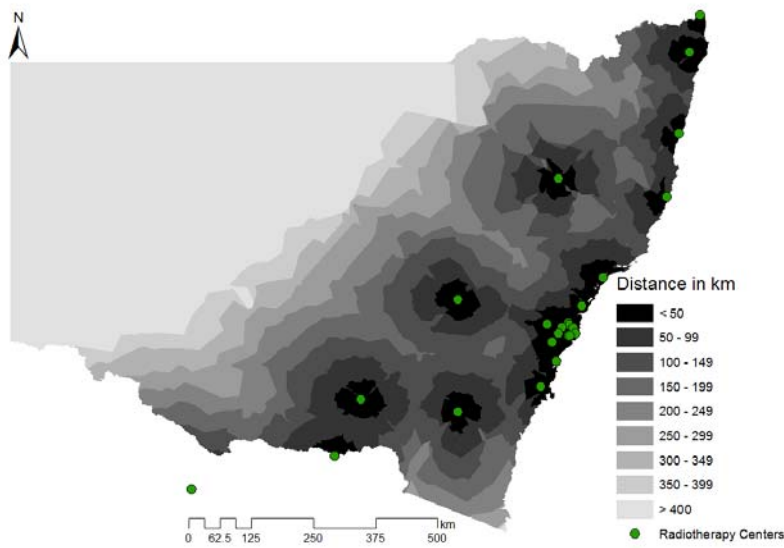 N
Distance in km
< 50
50 - 99
100 - 149
150 - 199
200 - 249
250 - 299
300 - 349
350 - 399
> 400
Radiotherapy Centers
km
0 62.5 125 250 375 500